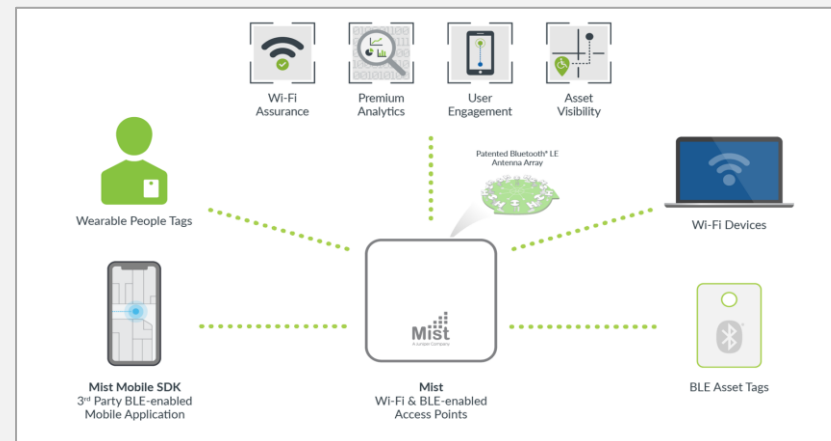 Wi-Fi
Assurance
Premium
Analytics
User
Engagement
Asset
Visibility
Patented Bluetooth® LE
Antenna Array
Wearable People Tags
Wi-Fi Devices
Mist
A Juniper Company
Mist Mobile SDK
3rd Party BLE-enabled
Mobile Application
Mist
Wi-Fi & BLE-enabled
Access Points
BLE Asset Tags